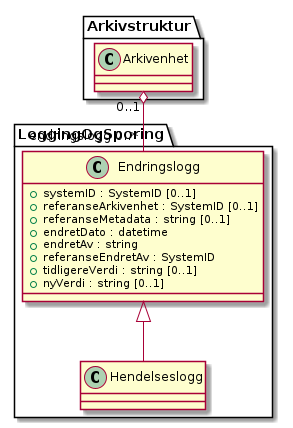 Arkivstruktur
C Arkivenhet
0..1
LoggingOgSporing
C Endringslogg
systemID : SystemID [0..1]
referanseArkivenhet : SystemID [0..1]
referanseMetadata : string [0..1]
endretDato : datetime
endretAv : string
referanseEndretAv : SystemID
tidligereVerdi : string [0..1]
nyVerdi : string [0..1]
C Hendelseslogg